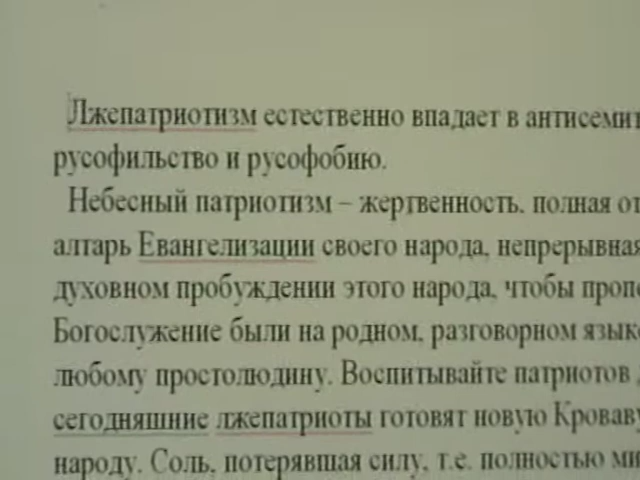 Лжепатриотизм естественно впадает в антисемит
русофильство и русофобию.
Небесный патриотизм – жертвенность, полная от
алтарь Евангелизации своего народа, непрерывная
духовном пробуждении этого народа, чтобы пропо
Богослужение были на родном, разговорном языке
любому простолюдину. Воспитывайте патриотов
сегодняшние лжепатриоты готовят новую Кроваву
народу. Соль, потерявшая силу, т.е. полностью ми